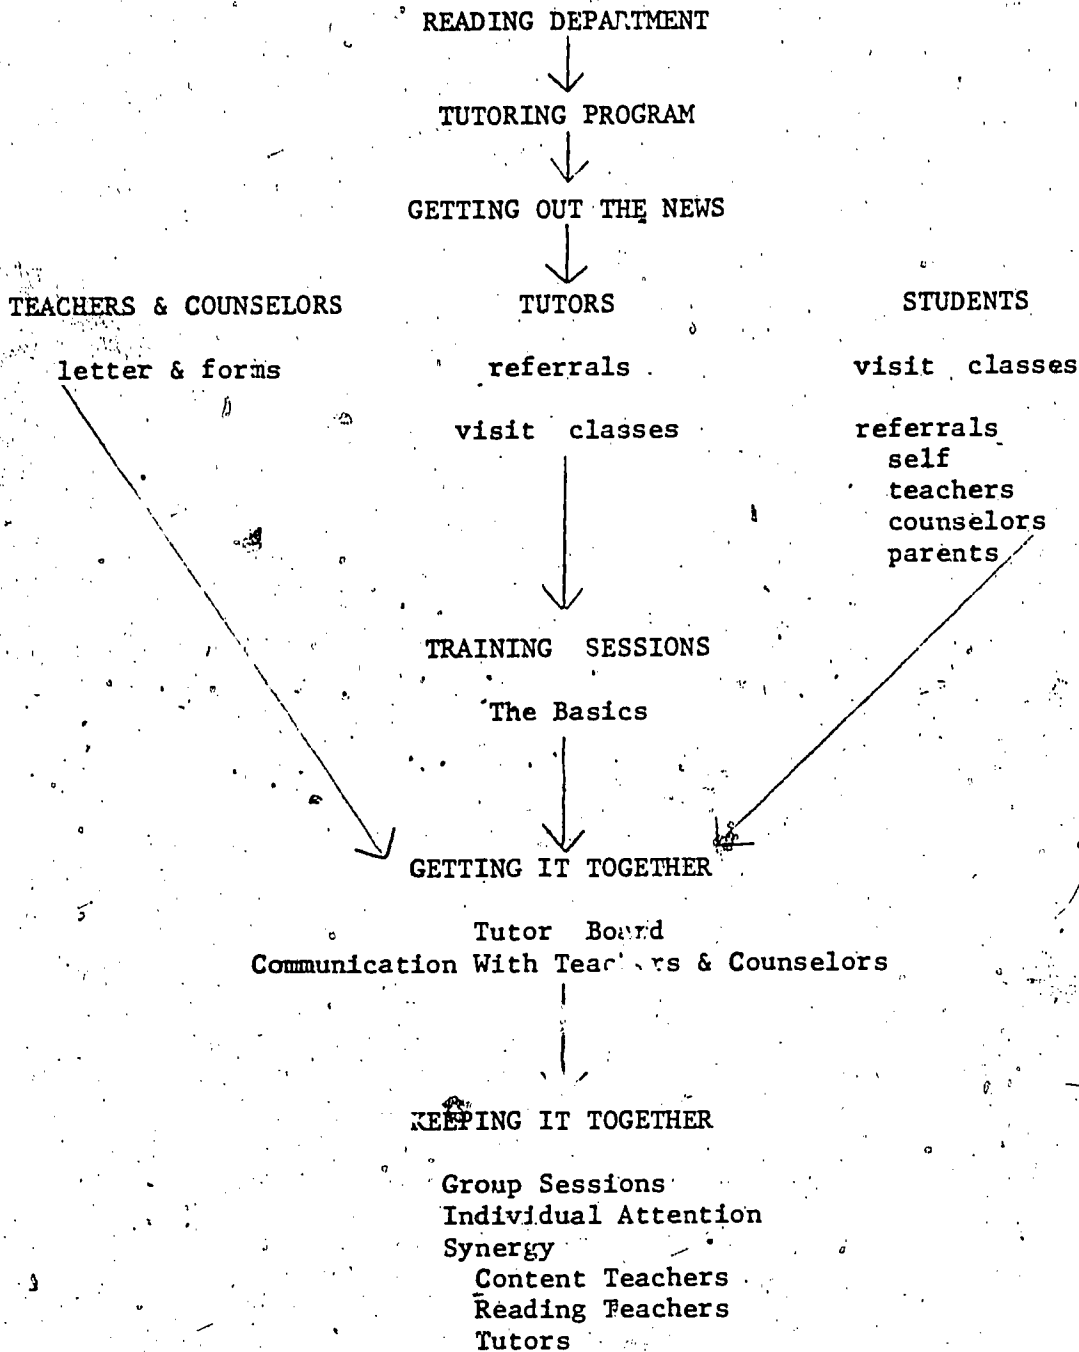 READING DEPARTMENT
TUTORING PROGRAM
GETTING OUT THE NEWS
TEACHERS & COUNSELORS TUTORS STUDENTS
letter & forms referrals visit classes
visit classes referrals
self
teachers
counselors
parents
TRAINING SESSIONS
The Basics
GETTING IT TOGETHER
Tutor Board
Communication With Teachers & Counselors
KEEPING IT TOGETHER
Group Sessions
Individual Attention
Synergy
Content Teachers
Reading Teachers
Tutors